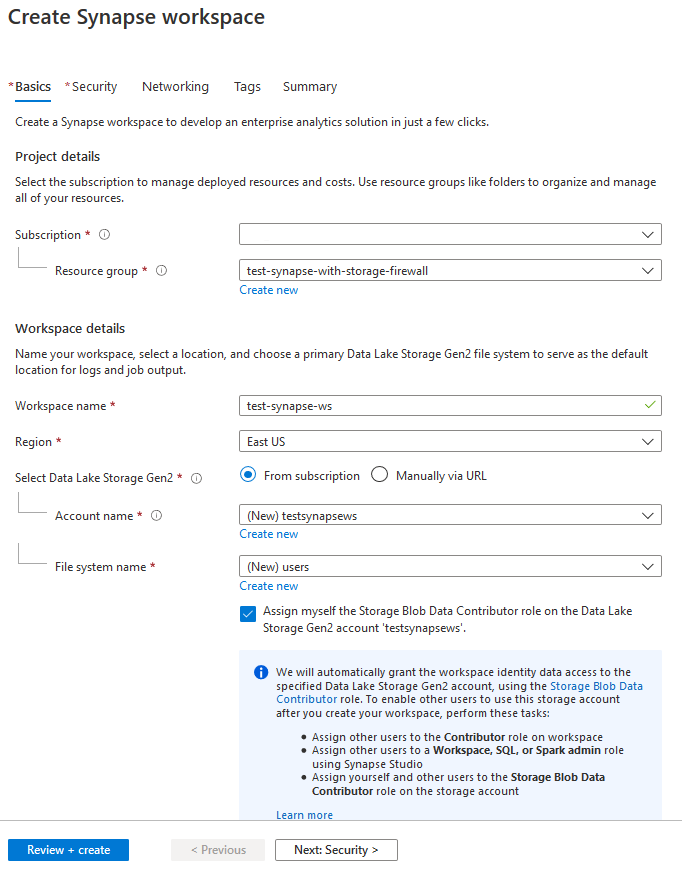 Create Synapse workspace
*Basics *Security Networking Tags Summary
Create a Synapse workspace to develop an enterprise analytics solution in just a few clicks.
Project details
Select the subscription to manage deployed resources and costs. Use resource groups like folders to organize and manage
all of your resources.
Subscription *
Resource group * test-synapse-with-storage-firewall
Create new
Workspace details
Name your workspace, select a location, and choose a primary Data Lake Storage Gen2 file system to serve as the default
location for logs and job output.
Workspace name * test-synapse-ws
Region * East US
Select Data Lake Storage Gen2 * From subscription Manually via URL
Account name * (New) testsynapsews
Create new
File system name * (New) users
Create new
Assign myself the Storage Blob Data Contributor role on the Data Lake
Storage Gen2 account 'testsynapsews'.
We will automatically grant the workspace identity data access to the
specified Data Lake Storage Gen2 account, using the Storage Blob Data
Contributor role. To enable other users to use this storage account
after you create your workspace, perform these tasks:
• Assign other users to the Contributor role on workspace
• Assign other users to a Workspace, SQL, or Spark admin role
using Synapse Studio
• Assign yourself and other users to the Storage Blob Data
Contributor role on the storage account
Learn more
Review + create < Previous Next: Security >